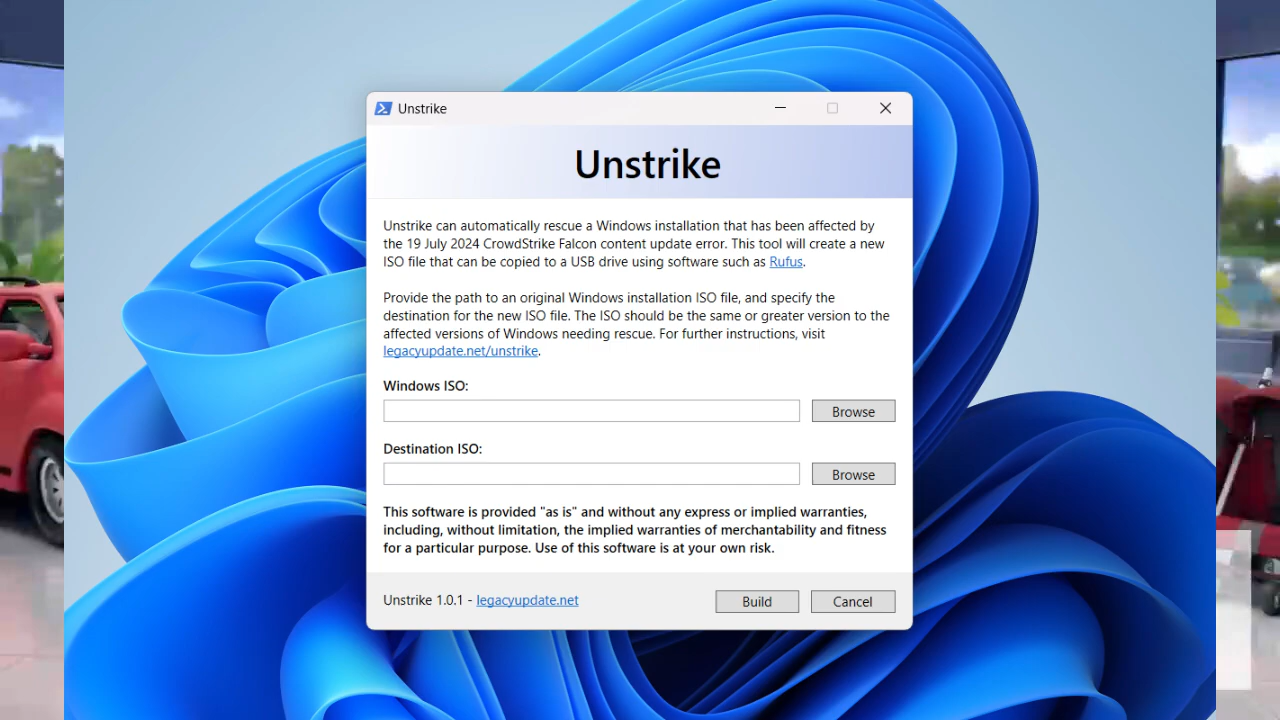 Unstrike
Unstrike
Unstrike can automatically rescue a Windows installation that has been affected by
the 19 July 2024 CrowdStrike Falcon content update error. This tool will create a new
ISO file that can be copied to a USB drive using software such as Rufus.
Provide the path to an original Windows installation ISO file, and specify the
destination for the new ISO file. The ISO should be the same or greater version to the
affected versions of Windows needing rescue. For further instructions, visit
legacyupdate.net/unstrike.
Windows ISO:
Browse
Destination ISO:
Browse
This software is provided "as is" and without any express or implied warranties,
including, without limitation, the implied warranties of merchantability and fitness
for a particular purpose. Use of this software is at your own risk.
Unstrike 1.0.1 - legacyupdate.net
Build
Cancel